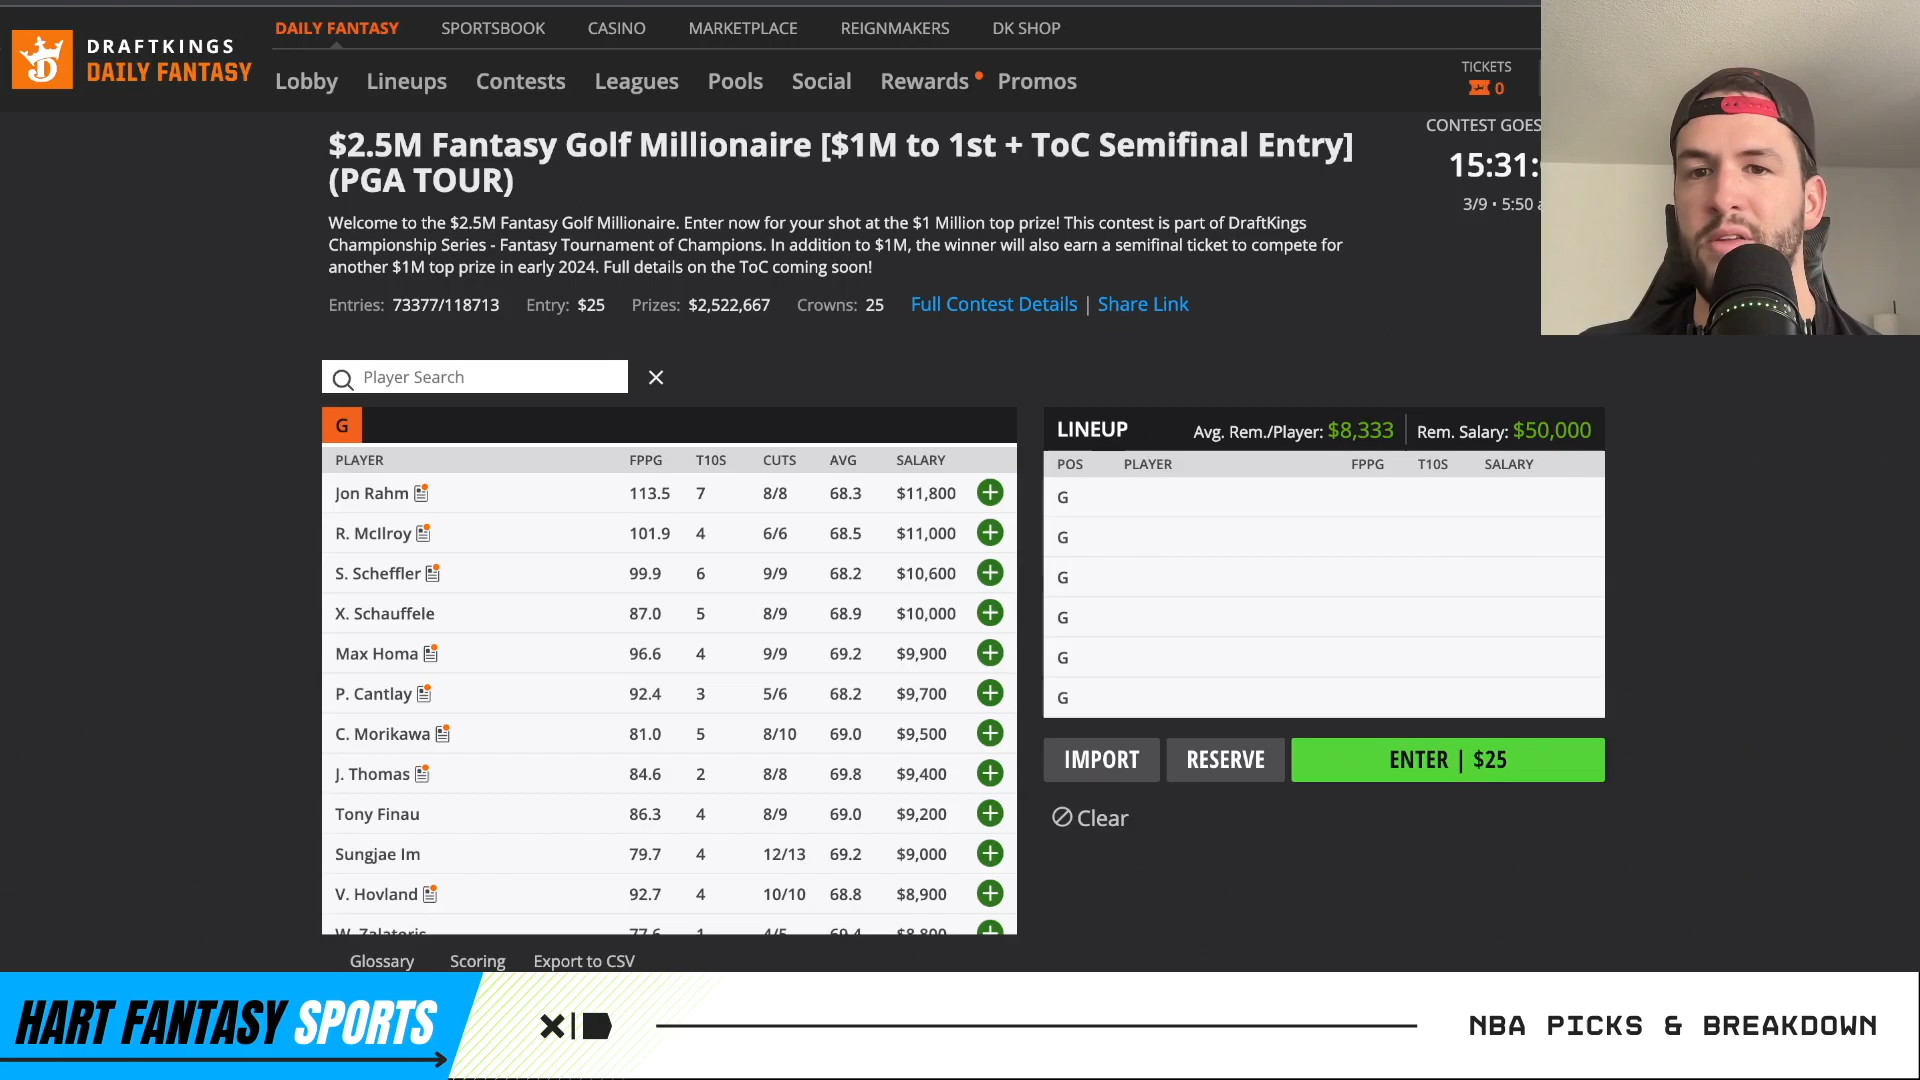 DAILY FANTASY SPORTSBOOK CASINO MARKETPLACE REIGNMAKERS DK SHOP
DRAFTKINGS
DAILY FANTASY
Lobby Lineups Contests Leagues Pools Social Rewards Promos
TICKETS
0
$2.5M Fantasy Golf Millionaire [$1M to 1st + ToC Semifinal Entry]
(PGA TOUR)
CONTEST GOES
15:31:
3/9 • 5:50
Welcome to the $2.5M Fantasy Golf Millionaire. Enter now for your shot at the $1 Million top prize! This contest is part of DraftKings
Championship Series - Fantasy Tournament of Champions. In addition to $1M, the winner will also earn a semifinal ticket to compete for
another $1M top prize in early 2024. Full details on the ToC coming soon!
Entries: 73377/118713 Entry: $25 Prizes: $2,522,667 Crowns: 25 Full Contest Details | Share Link
Player Search
G
PLAYER FPPG T10S CUTS AVG SALARY
Jon Rahm 113.5 7 8/8 68.3 $11,800
R. McIlroy 101.9 4 6/6 68.5 $11,000
S. Scheffler 99.9 6 9/9 68.2 $10,600
X. Schauffele 87.0 5 8/9 68.9 $10,000
Max Homa 96.6 4 9/9 69.2 $9,900
P. Cantlay 92.4 3 5/6 68.2 $9,700
C. Morikawa 81.0 5 8/10 69.0 $9,500
J. Thomas 84.6 2 8/8 69.8 $9,400
Tony Finau 86.3 4 8/9 69.0 $9,200
Sungjae Im 79.7 4 12/13 69.2 $9,000
V. Hovland 92.7 4 10/10 68.8 $8,900
W. Zalatoris 77.6 1 4/5 69.4 $8,800
Glossary Scoring Export to CSV
LINEUP Avg. Rem./Player: $8,333 Rem. Salary: $50,000
POS PLAYER FPPG T10S SALARY
G
G
G
G
G
G
IMPORT RESERVE ENTER | $25
Clear
HART FANTASY SPORTS
NBA PICKS & BREAKDOWN